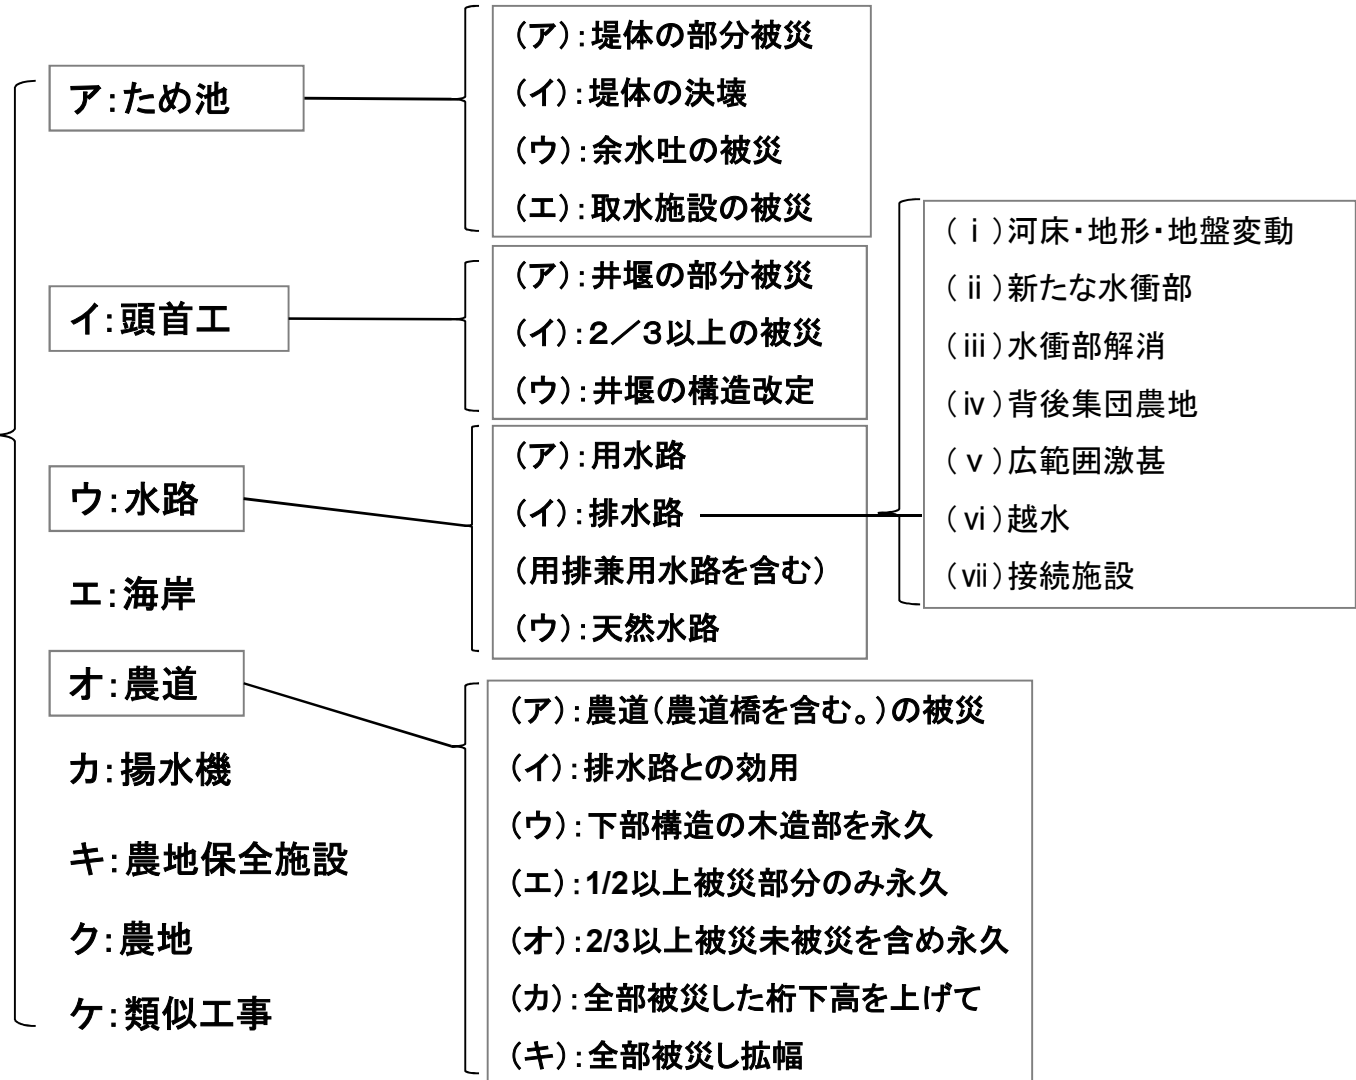 ア:ため池
(ア):堤体の部分被災
(イ):堤体の決壊
(ウ):余水吐の被災
(エ):取水施設の被災
イ:頭首工
(ア):井堰の部分被災
(イ):2/3以上の被災
(ウ):井堰の構造改定
ウ:水路
(ア):用水路
(イ):排水路
(用排兼用水路を含む)
(ウ):天然水路
(ⅰ)河床・地形・地盤変動
(ⅱ)新たな水衝部
(ⅲ)水衝部解消
(ⅳ)背後集団農地
(ⅴ)広範囲激甚
(ⅵ)越水
(ⅶ)接続施設
エ:海岸
オ:農道
(ア):農道(農道橋を含む。)の被災
(イ):排水路との効用
(ウ):下部構造の木造部を永久
(エ):1/2以上被災部分のみ永久
(オ):2/3以上被災未被災を含め永久
(カ):全部被災した桁下高を上げて
(キ):全部被災し拡幅
カ:揚水機
キ:農地保全施設
ク:農地
ケ:類似工事